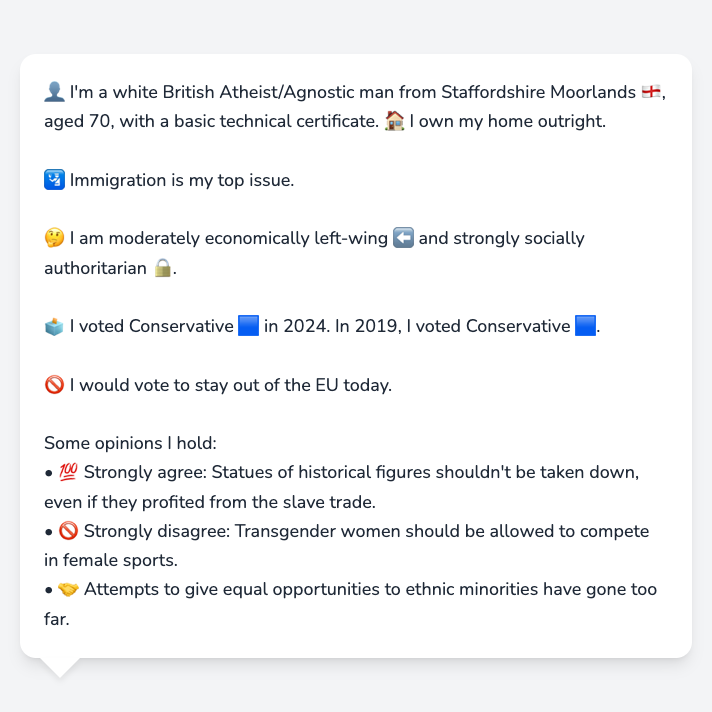 👤 I'm a white British Atheist/Agnostic man from Staffordshire Moorlands 🏴󠁧󠁢󠁥󠁮󠁧󠁿,
aged 70, with a basic technical certificate. 🏠 I own my home outright.
🛂 Immigration is my top issue.
🤔 I am moderately economically left-wing ⬅️ and strongly socially
authoritarian 🔒.
🗳️ I voted Conservative 🟦 in 2024. In 2019, I voted Conservative 🟦.
🚫 I would vote to stay out of the EU today.
Some opinions I hold:
• 💯 Strongly agree: Statues of historical figures shouldn't be taken down,
even if they profited from the slave trade.
• 🚫 Strongly disagree: Transgender women should be allowed to compete
in female sports.
• 🤝 Attempts to give equal opportunities to ethnic minorities have gone too
far.